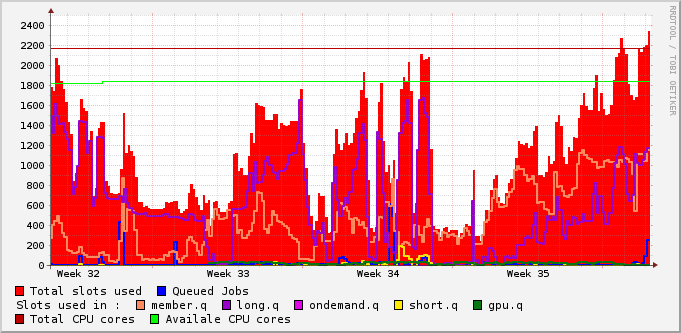 2400
2200
2000
1800
1600
1400
1200
1000
800
600
400
200
0
Week 32 Week 33 Week 34 Week 35
RRDTOOL / TOBI OETIKER
Total slots used Queued Jobs
Slots used in : member.q long.q ondemand.q short.q gpu.q
Total CPU cores Availale CPU cores